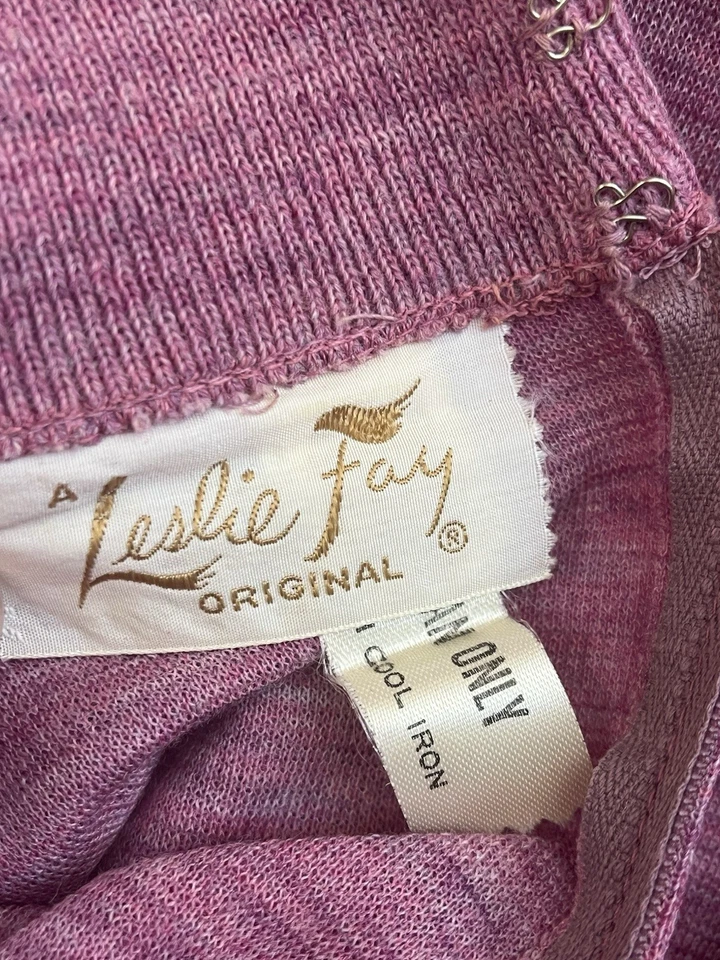 A Leslie Fay ®
ORIGINAL
ONLY
COOL IRON